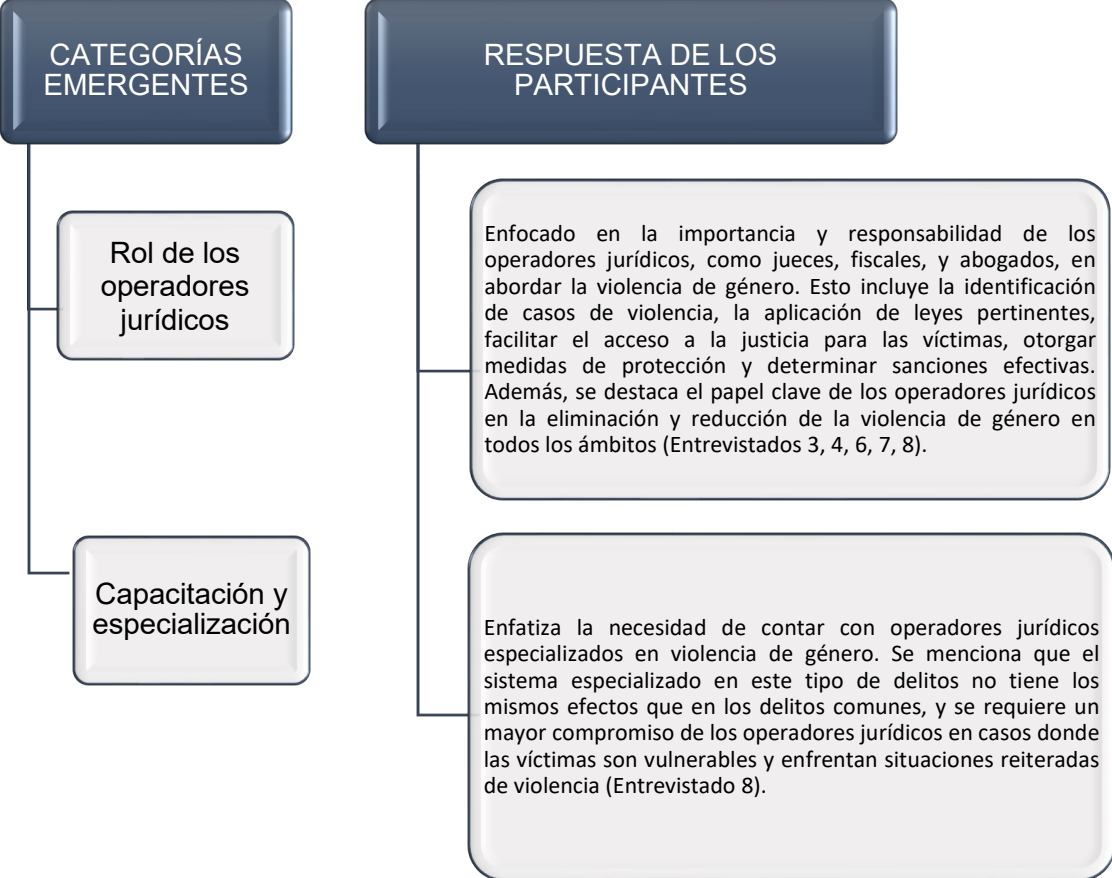 CATEGORÍAS
EMERGENTES
RESPUESTA DE LOS
PARTICIPANTES
Rol de los
operadores
jurídicos
Enfocado en la importancia y responsabilidad de los
operadores jurídicos, como jueces, fiscales, y abogados, en
abordar la violencia de género. Esto incluye la identificación
de casos de violencia, la aplicación de leyes pertinentes,
facilitar el acceso a la justicia para las víctimas, otorgar
medidas de protección y determinar sanciones efectivas.
Además, se destaca el papel clave de los operadores jurídicos
en la eliminación y reducción de la violencia de género en
todos los ámbitos (Entrevistados 3, 4, 6, 7, 8).
Capacitación y
especialización
Enfatiza la necesidad de contar con operadores jurídicos
especializados en violencia de género. Se menciona que el
sistema especializado en este tipo de delitos no tiene los
mismos efectos que en los delitos comunes, y se requiere un
mayor compromiso de los operadores jurídicos en casos donde
las víctimas son vulnerables y enfrentan situaciones reiteradas
de violencia (Entrevistado 8).